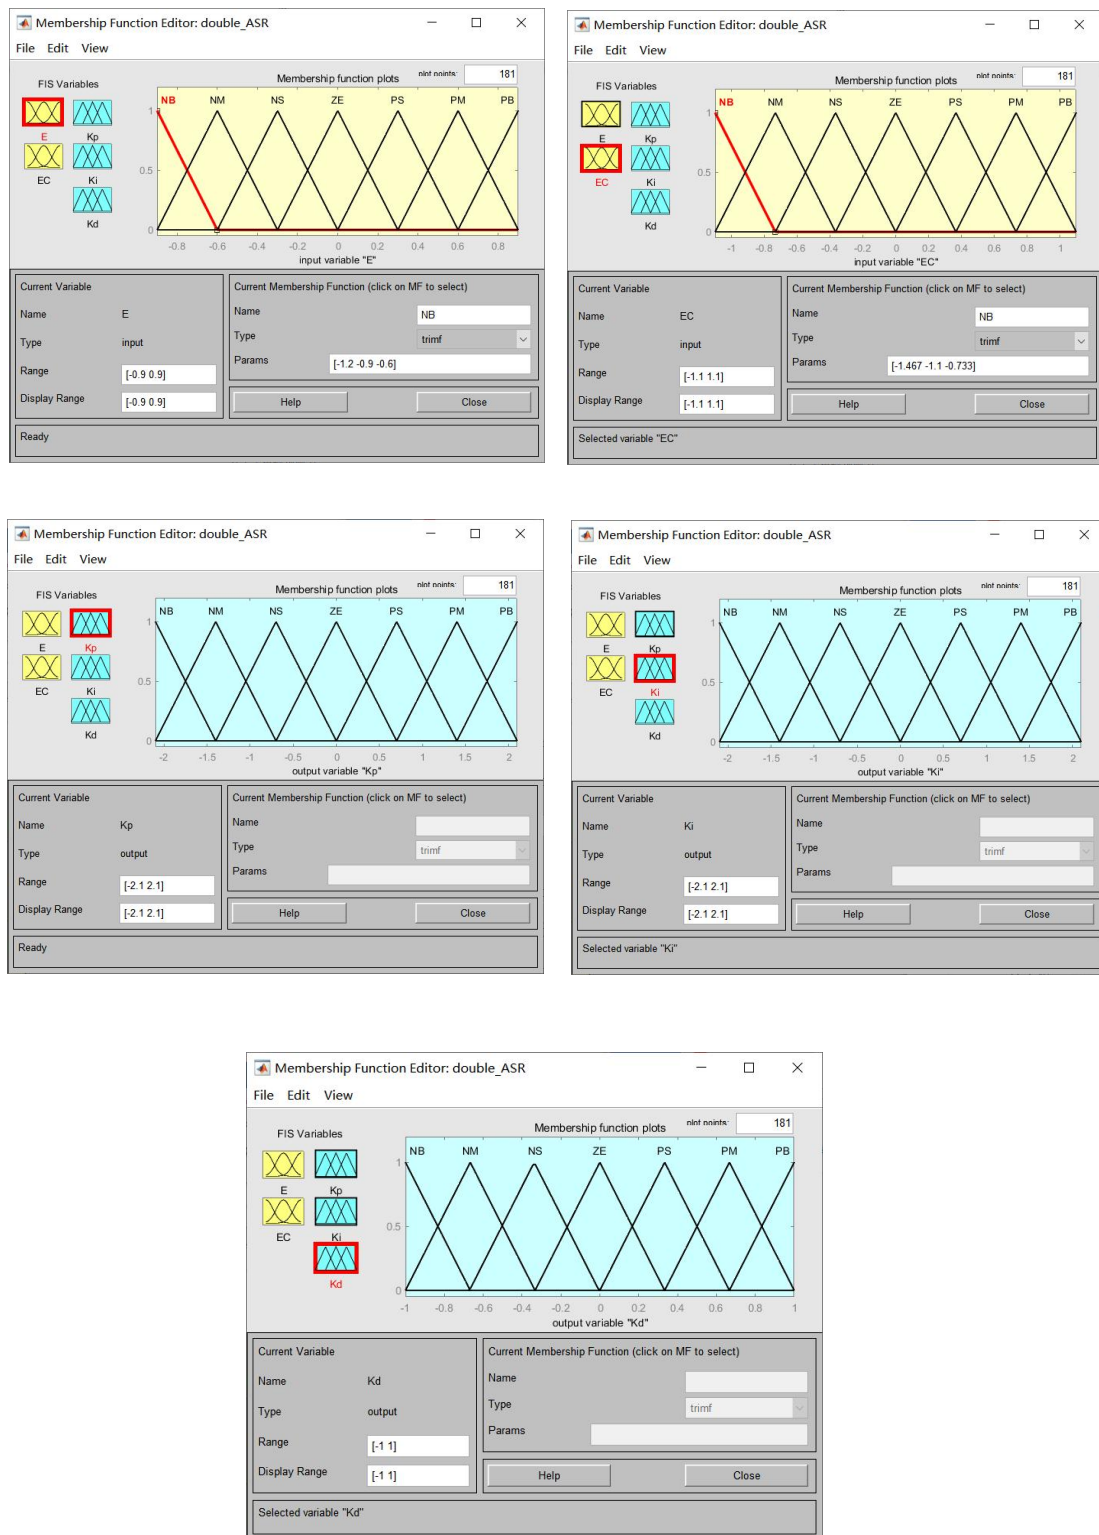 Membership Function Editor: double_ASR
File Edit View
FIS Variables
E
EC
Kp
Ki
Kd
Membership function plots
plot points:
181
NB NM NS ZE PS PM PB
1
0.5
0
-0.8 -0.6 -0.4 -0.2 0 0.2 0.4 0.6 0.8
input variable "E"
Current Variable
Name E
Type input
Range [-0.9 0.9]
Display Range [-0.9 0.9]
Current Membership Function (click on MF to select)
Name NB
Type trimf
Params [-1.2 -0.9 -0.6]
Help Close
Ready
Membership Function Editor: double_ASR
File Edit View
FIS Variables
E
EC
Kp
Ki
Kd
Membership function plots
plot points:
181
NB NM NS ZE PS PM PB
1
0.5
0
-1 -0.8 -0.6 -0.4 -0.2 0 0.2 0.4 0.6 0.8 1
input variable "EC"
Current Variable
Name EC
Type input
Range [-1.1 1.1]
Display Range [-1.1 1.1]
Current Membership Function (click on MF to select)
Name NB
Type trimf
Params [-1.467 -1.1 -0.733]
Help Close
Selected variable "EC"
Membership Function Editor: double_ASR
File Edit View
FIS Variables
E
EC
Kp
Ki
Kd
Membership function plots
plot points:
181
NB NM NS ZE PS PM PB
1
0.5
0
-2 -1.5 -1 -0.5 0 0.5 1 1.5 2
output variable "Kp"
Current Variable
Name Kp
Type output
Range [-2.1 2.1]
Display Range [-2.1 2.1]
Current Membership Function (click on MF to select)
Name
Type trimf
Params
Help Close
Ready
Membership Function Editor: double_ASR
File Edit View
FIS Variables
E
EC
Kp
Ki
Kd
Membership function plots
plot points:
181
NB NM NS ZE PS PM PB
1
0.5
0
-2 -1.5 -1 -0.5 0 0.5 1 1.5 2
output variable "Ki"
Current Variable
Name Ki
Type output
Range [-2.1 2.1]
Display Range [-2.1 2.1]
Current Membership Function (click on MF to select)
Name
Type trimf
Params
Help Close
Selected variable "Ki"
Membership Function Editor: double_ASR
File Edit View
FIS Variables
E
EC
Kp
Ki
Kd
Membership function plots
plot points:
181
NB NM NS ZE PS PM PB
1
0.5
0
-1 -0.8 -0.6 -0.4 -0.2 0 0.2 0.4 0.6 0.8 1
output variable "Kd"
Current Variable
Name Kd
Type output
Range [-1 1]
Display Range [-1 1]
Current Membership Function (click on MF to select)
Name
Type trimf
Params
Help Close
Selected variable "Kd"